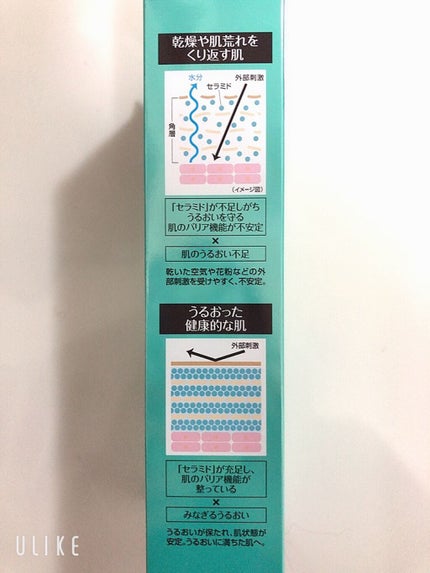 乾燥や肌荒れを
くり返す肌
水分
外部刺激
セラミド
角層
(イメージ図)
「セラミド」が不足しがち
うるおいを守る
肌のバリア機能が不安定
×
肌のうるおい不足
乾いた空気や花粉などの外
部刺激を受けやすく、不安定。
うるおった
健康的な肌
外部刺激
「セラミド」が充足し、
肌のバリア機能が
整っている
×
みなぎるうるおい
うるおいが保たれ、肌状態が
安定。うるおいに満ちた肌へ。
ULIKE